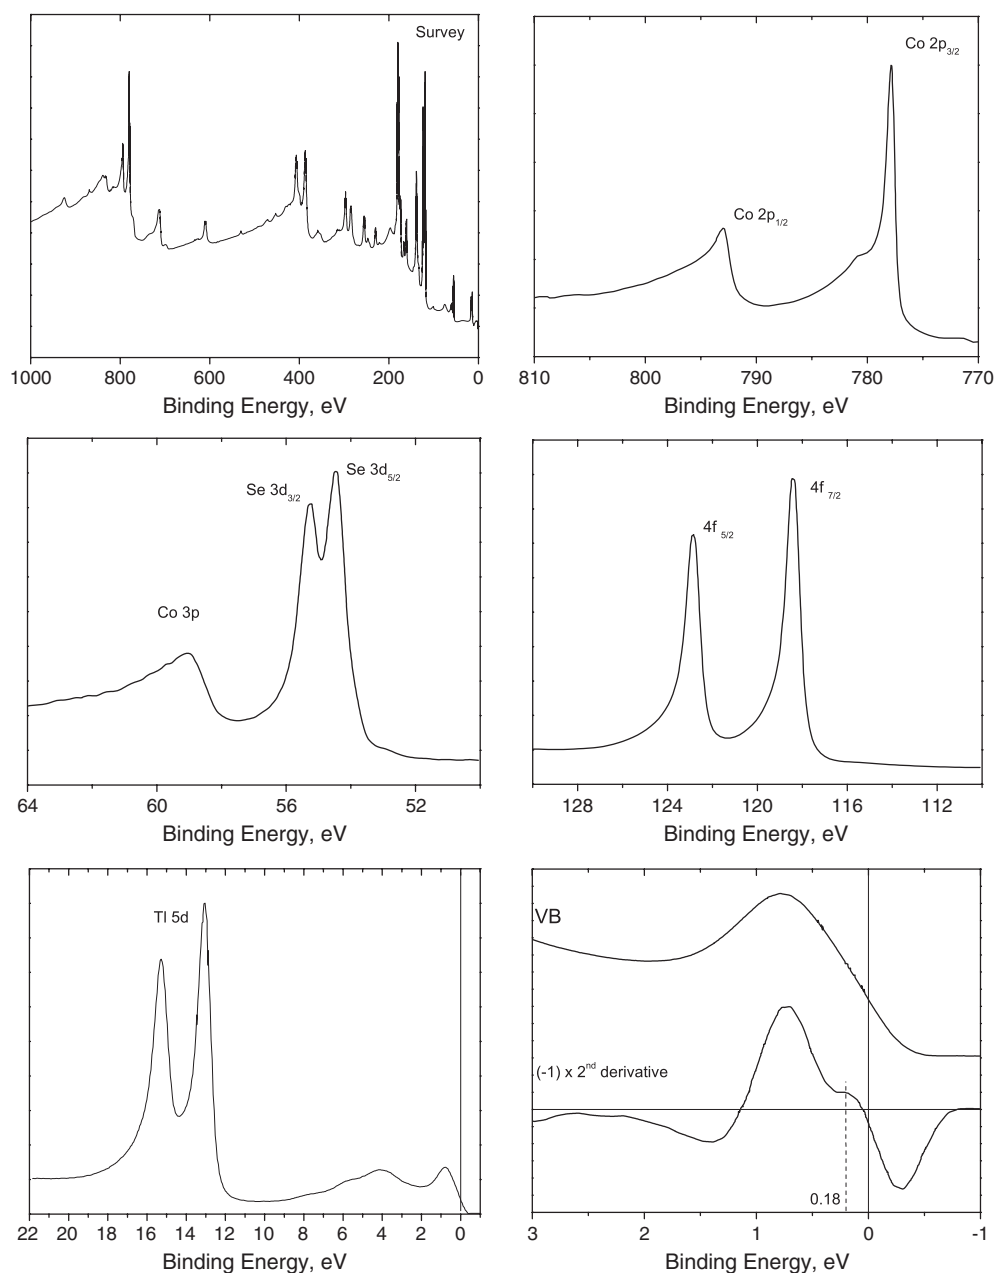 Survey
1000 800 600 400 200 0
Binding Energy, eV
Co 2p3/2
Co 2p1/2
810 800 790 780 770
Binding Energy, eV
Se 3d5/2
Se 3d3/2
Co 3p
64 60 56 52
Binding Energy, eV
4f 7/2
4f 5/2
128 124 120 116 112
Binding Energy, eV
Tl 5d
22 20 18 16 14 12 10 8 6 4 2 0
Binding Energy, eV
VB
(-1) x 2nd derivative
0.18
3 2 1 0 -1
Binding Energy, eV